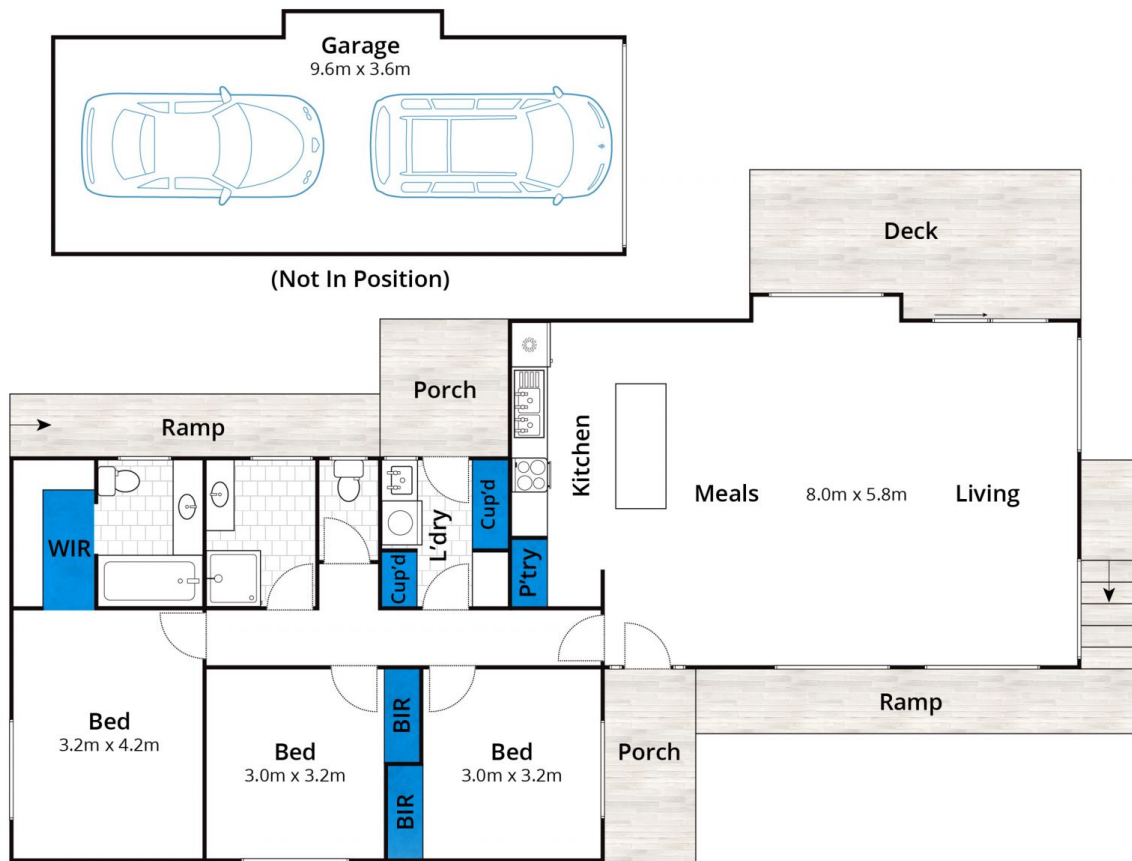 Garage
9.6m x 3.6m
(Not In Position)
Deck
Porch
Ramp
Kitchen
Meals
8.0m x 5.8m
Living
WIR
Cup'd
L'dry
Cup'd
P'try
Bed
3.2m x 4.2m
Bed
3.0m x 3.2m
BIR
BIR
Bed
3.0m x 3.2m
Porch
Ramp